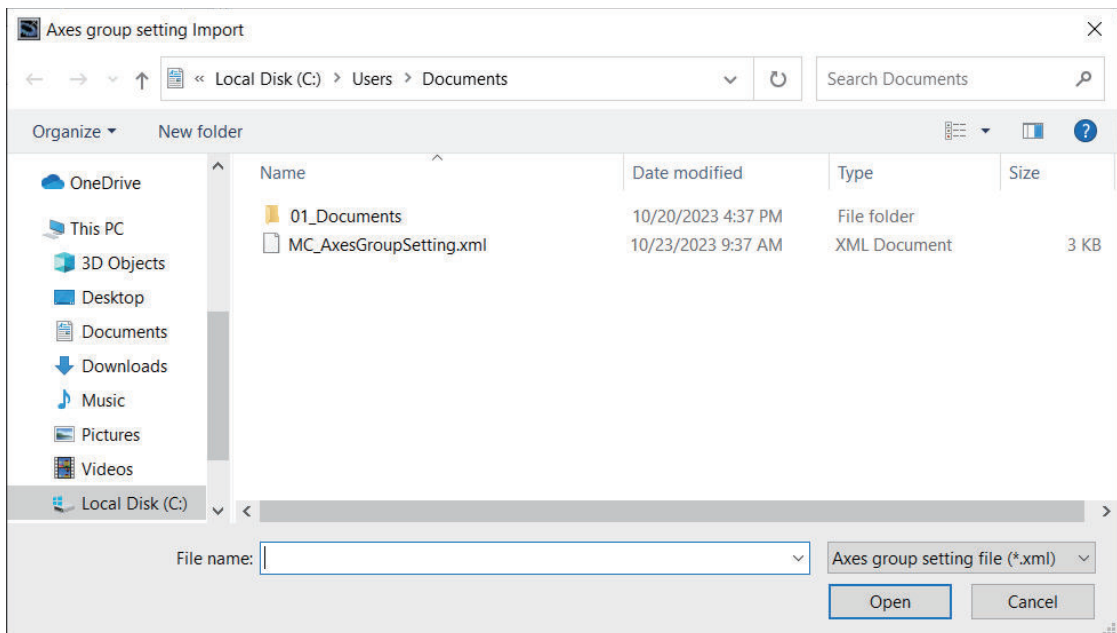 Axes group setting Import
« Local Disk (C:) > Users > Documents
Search Documents
Organize
New folder
OneDrive
This PC
3D Objects
Desktop
Documents
Downloads
Music
Pictures
Videos
Local Disk (C:)
Name Date modified Type Size
01_Documents 10/20/2023 4:37 PM File folder
MC_AxesGroupSetting.xml 10/23/2023 9:37 AM XML Document 3 KB
File name:
Axes group setting file (*.xml)
Open
Cancel